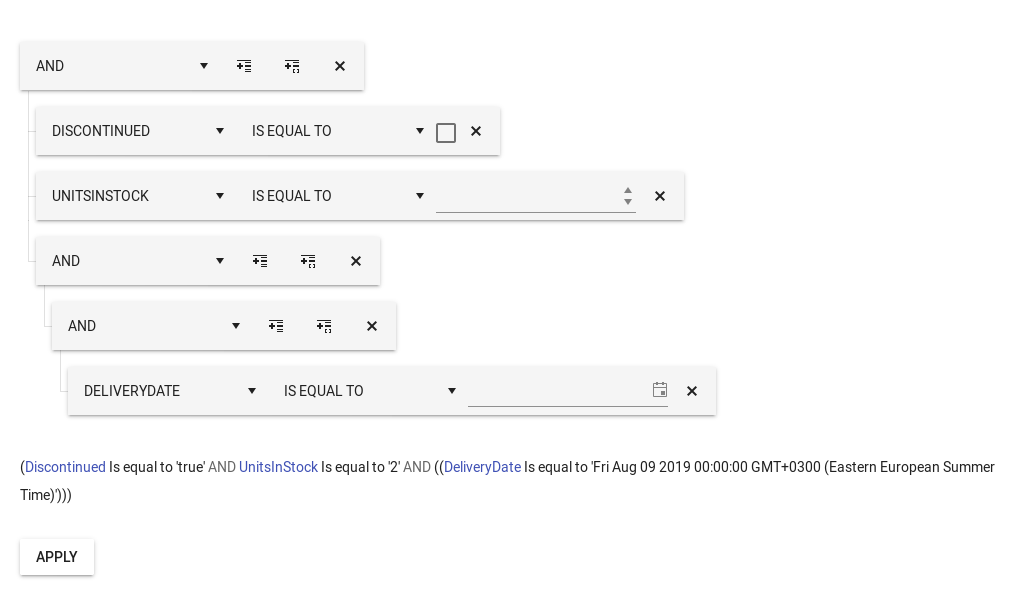 AND
DISCONTINUED IS EQUAL TO
UNITSINSTOCK IS EQUAL TO
AND
AND
DELIVERYDATE IS EQUAL TO
(Discontinued Is equal to 'true' AND UnitsInStock Is equal to '2' AND ((DeliveryDate Is equal to 'Fri Aug 09 2019 00:00:00 GMT+0300 (Eastern European Summer
Time)')))
APPLY